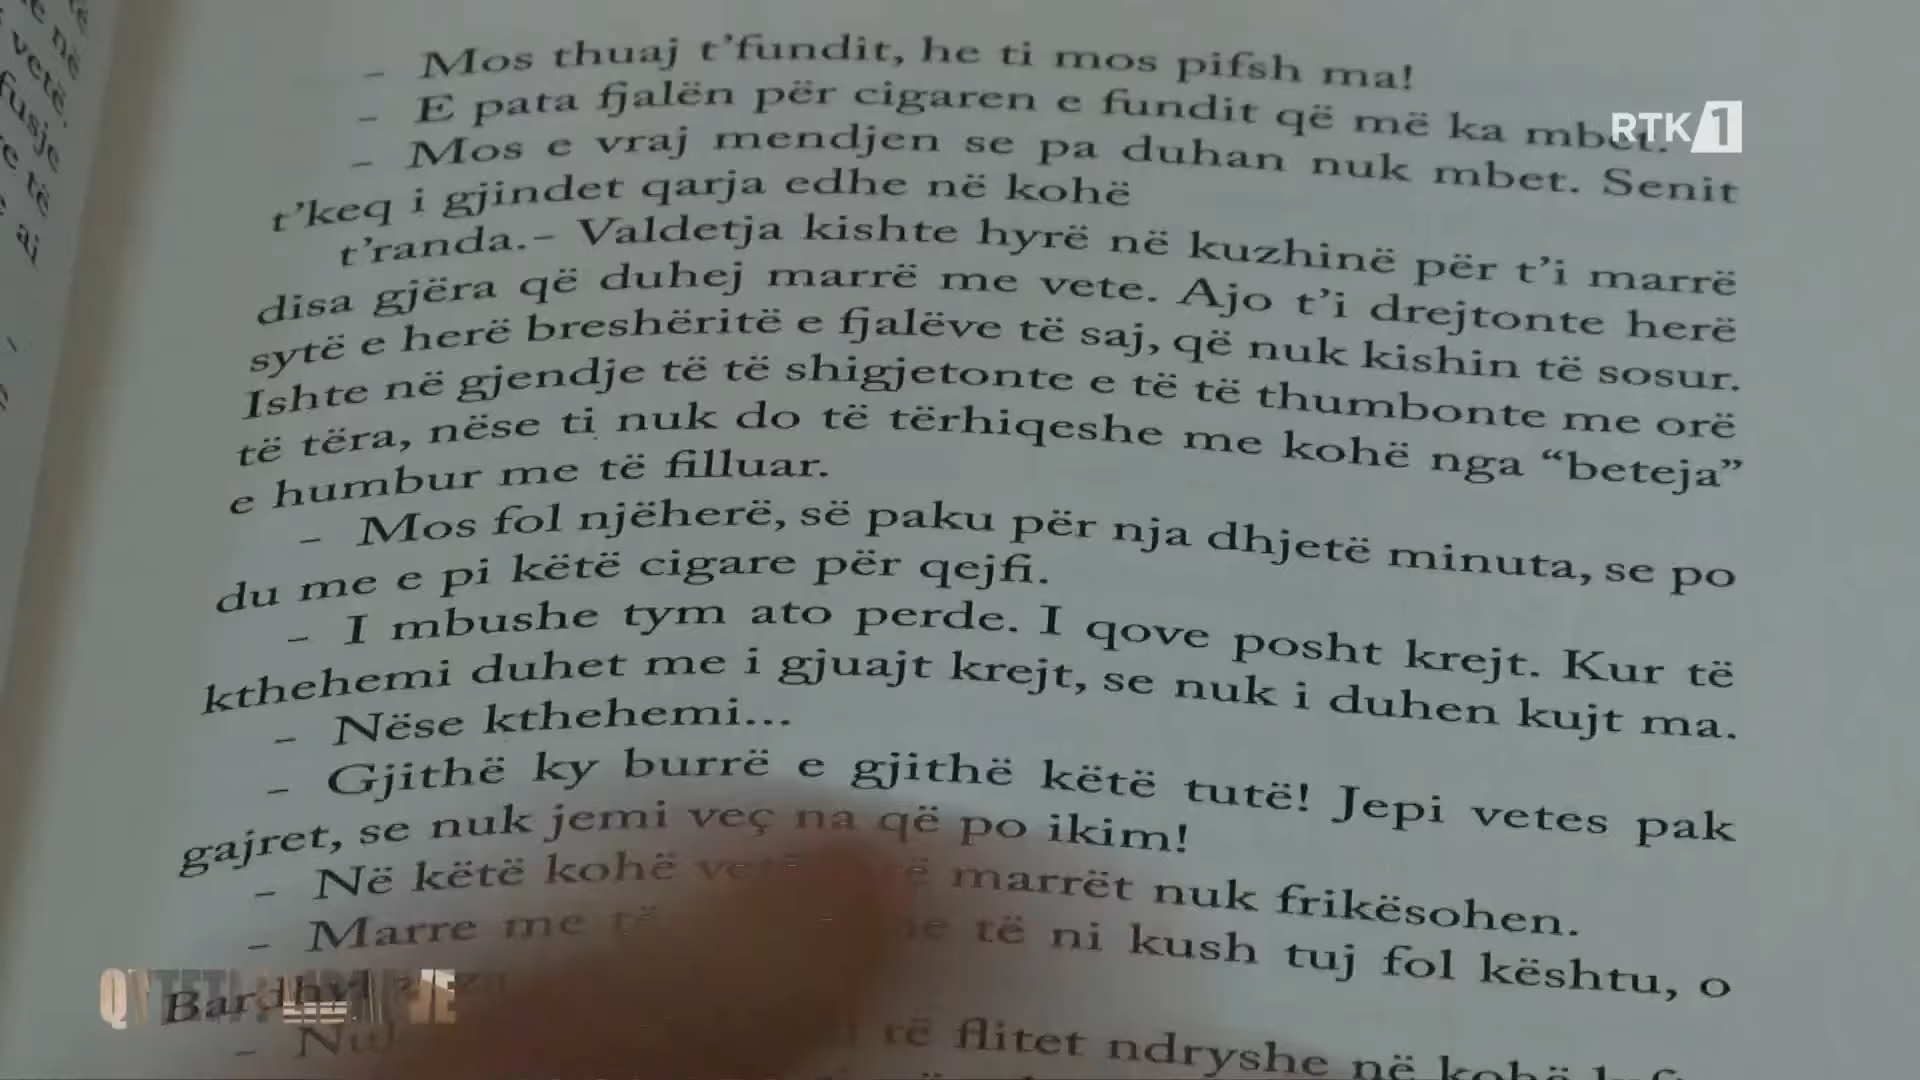 – Mos thuaj t’fundit, he ti mos pifsh ma!
– E pata fjalën për cigaren e fundit që më ka mbet.
– Mos e vraj mendjen se pa duhan nuk mbet. Senit
t’keq i gjindet qarja edhe në kohë
t’randa.– Valdetja kishte hyrë në kuzhinë për t’i marrë
disa gjëra që duhej marrë me vete. Ajo t’i drejtonte herë
sytë e herë breshëritë e fjalëve të saj, që nuk kishin të sosur.
Ishte në gjendje të të shigjetonte e të të thumbonte me orë
të tëra, nëse ti nuk do të tërhiqeshe me kohë nga “beteja”
e humbur me të filluar.
– Mos fol njëherë, së paku për nja dhjetë minuta, se po
du me e pi këtë cigare për qejfi.
– I mbushe tym ato perde. I qove posht krejt. Kur të
kthehemi duhet me i gjuajt krejt, se nuk i duhen kujt ma.
– Nëse kthehemi...
– Gjithë ky burrë e gjithë këtë tutë! Jepi vetes pak
gajret, se nuk jemi veç na që po ikim!
– Në këtë kohë marrët nuk frikësohen.
– Marre me të ni kush tuj fol kështu, o
Bardhyl
– rë flitet ndryshe në kohë
në
vetë.
fusje
të
aj
RTK 1